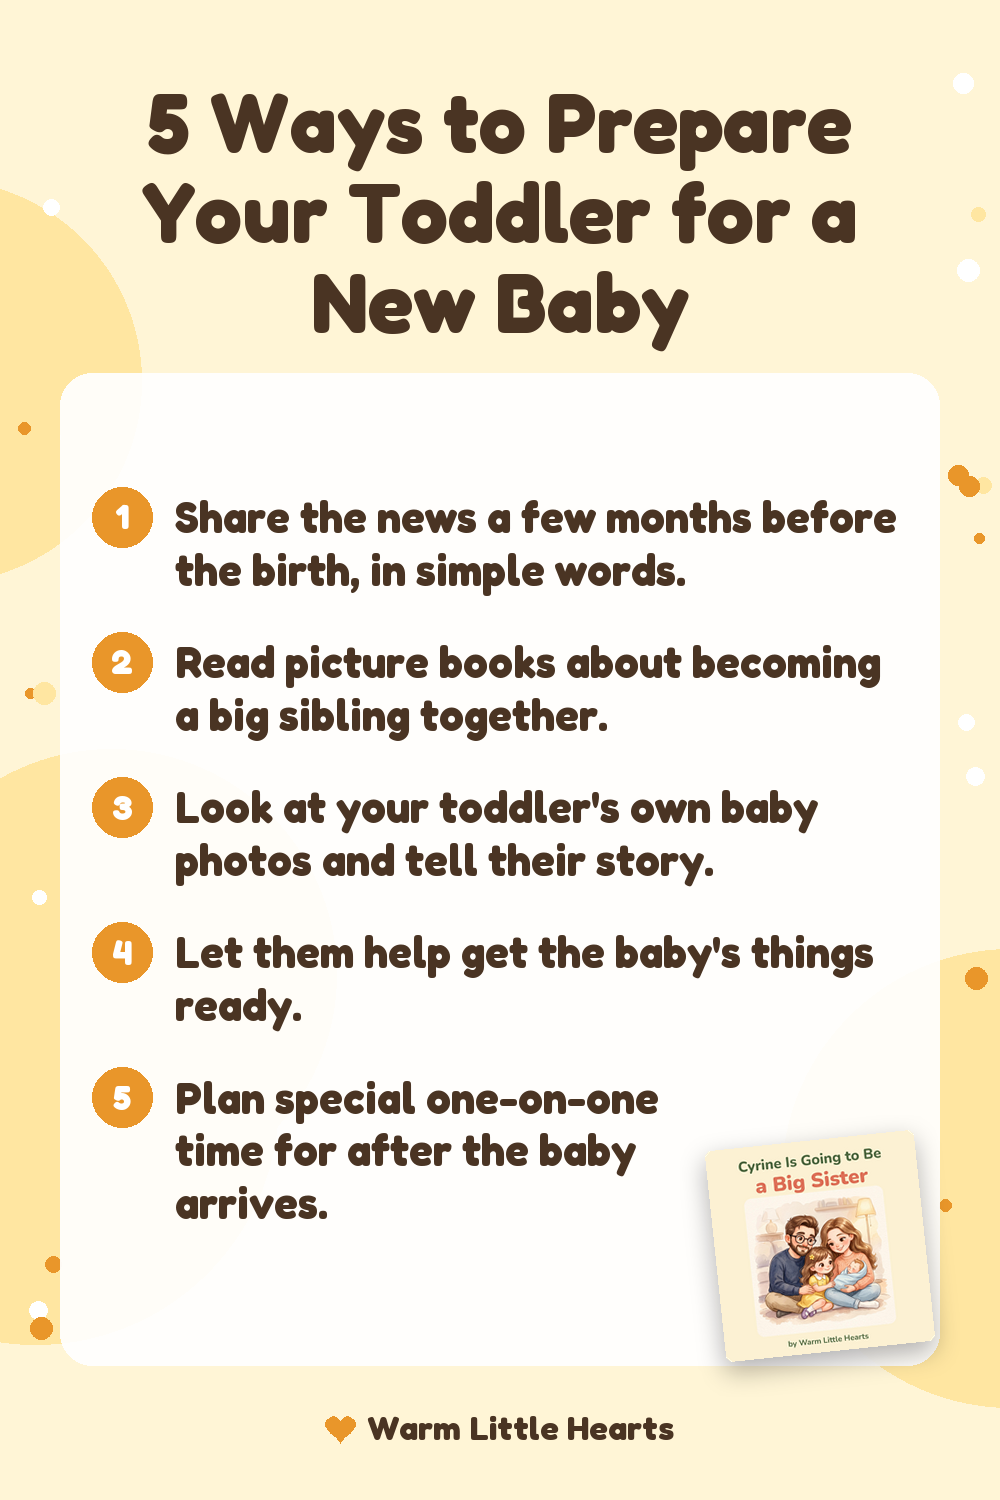 5 Ways to Prepare
Your Toddler for a
New Baby
1
Share the news a few months before
the birth, in simple words.
2
Read picture books about becoming
a big sibling together.
3
Look at your toddler's own baby
photos and tell their story.
4
Let them help get the baby's things
ready.
5
Plan special one-on-one
time for after the baby
arrives.
Cyrine Is Going to Be
a Big Sister
by Warm Little Hearts
Warm Little Hearts